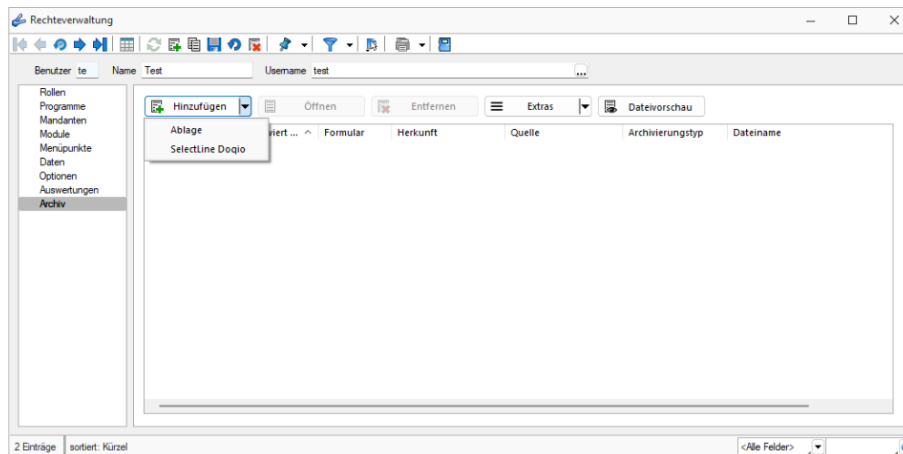 Rechteverwaltung
Benutzer te Name Test Username test ...
Rollen
Programme
Mandanten
Module
Menüpunkte
Daten
Optionen
Auswertungen
Archiv
Hinzufügen Öffnen Entfernen Extras Dateivorschau
Ablage
SelectLine Doqio
viert ... Formular Herkunft Quelle Archivierungstyp Dateiname
2 Einträge sortiert: Kürzel <Alle Felder>